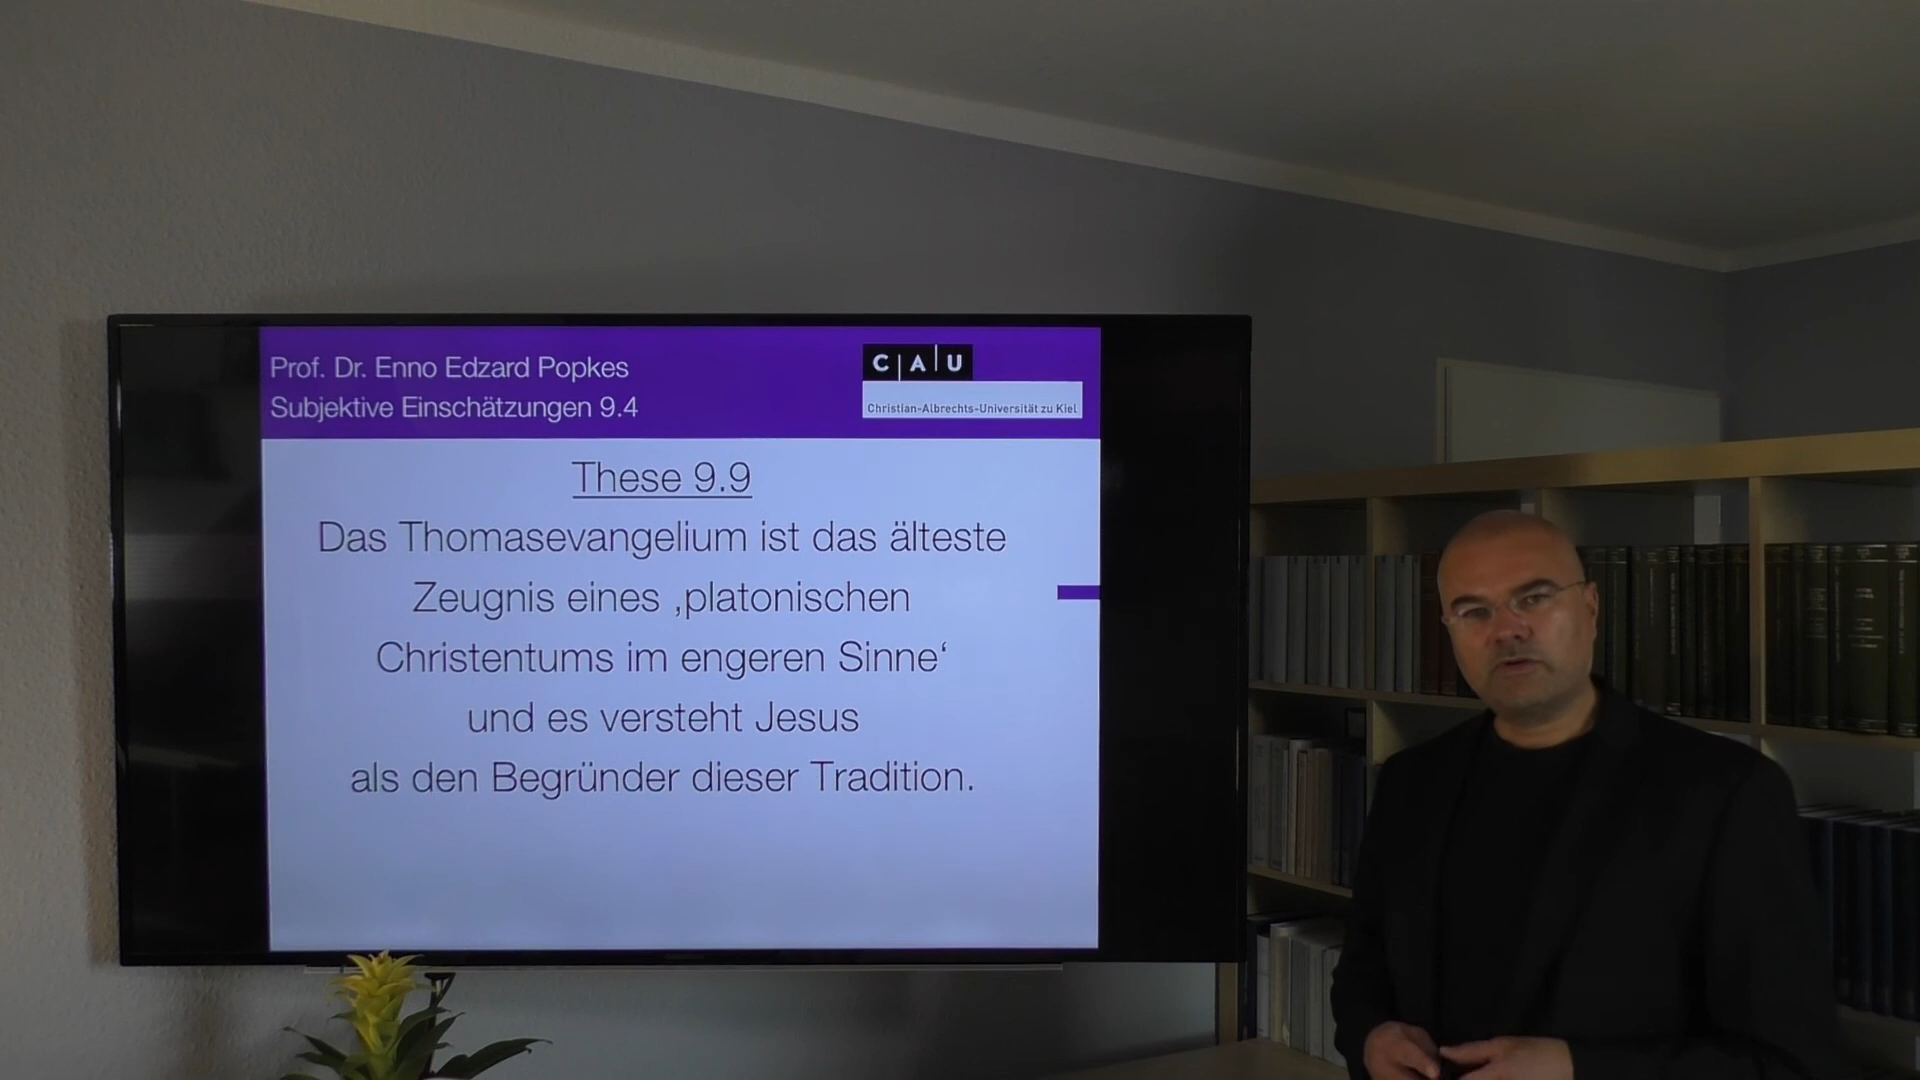 Prof. Dr. Enno Edzard Popkes
Subjektive Einschätzungen 9.4
C|A|U
Christian-Albrechts-Universität zu Kiel
These 9.9
Das Thomasevangelium ist das älteste
Zeugnis eines ‚platonischen
Christentums im engeren Sinne‘
und es versteht Jesus
als den Begründer dieser Tradition.